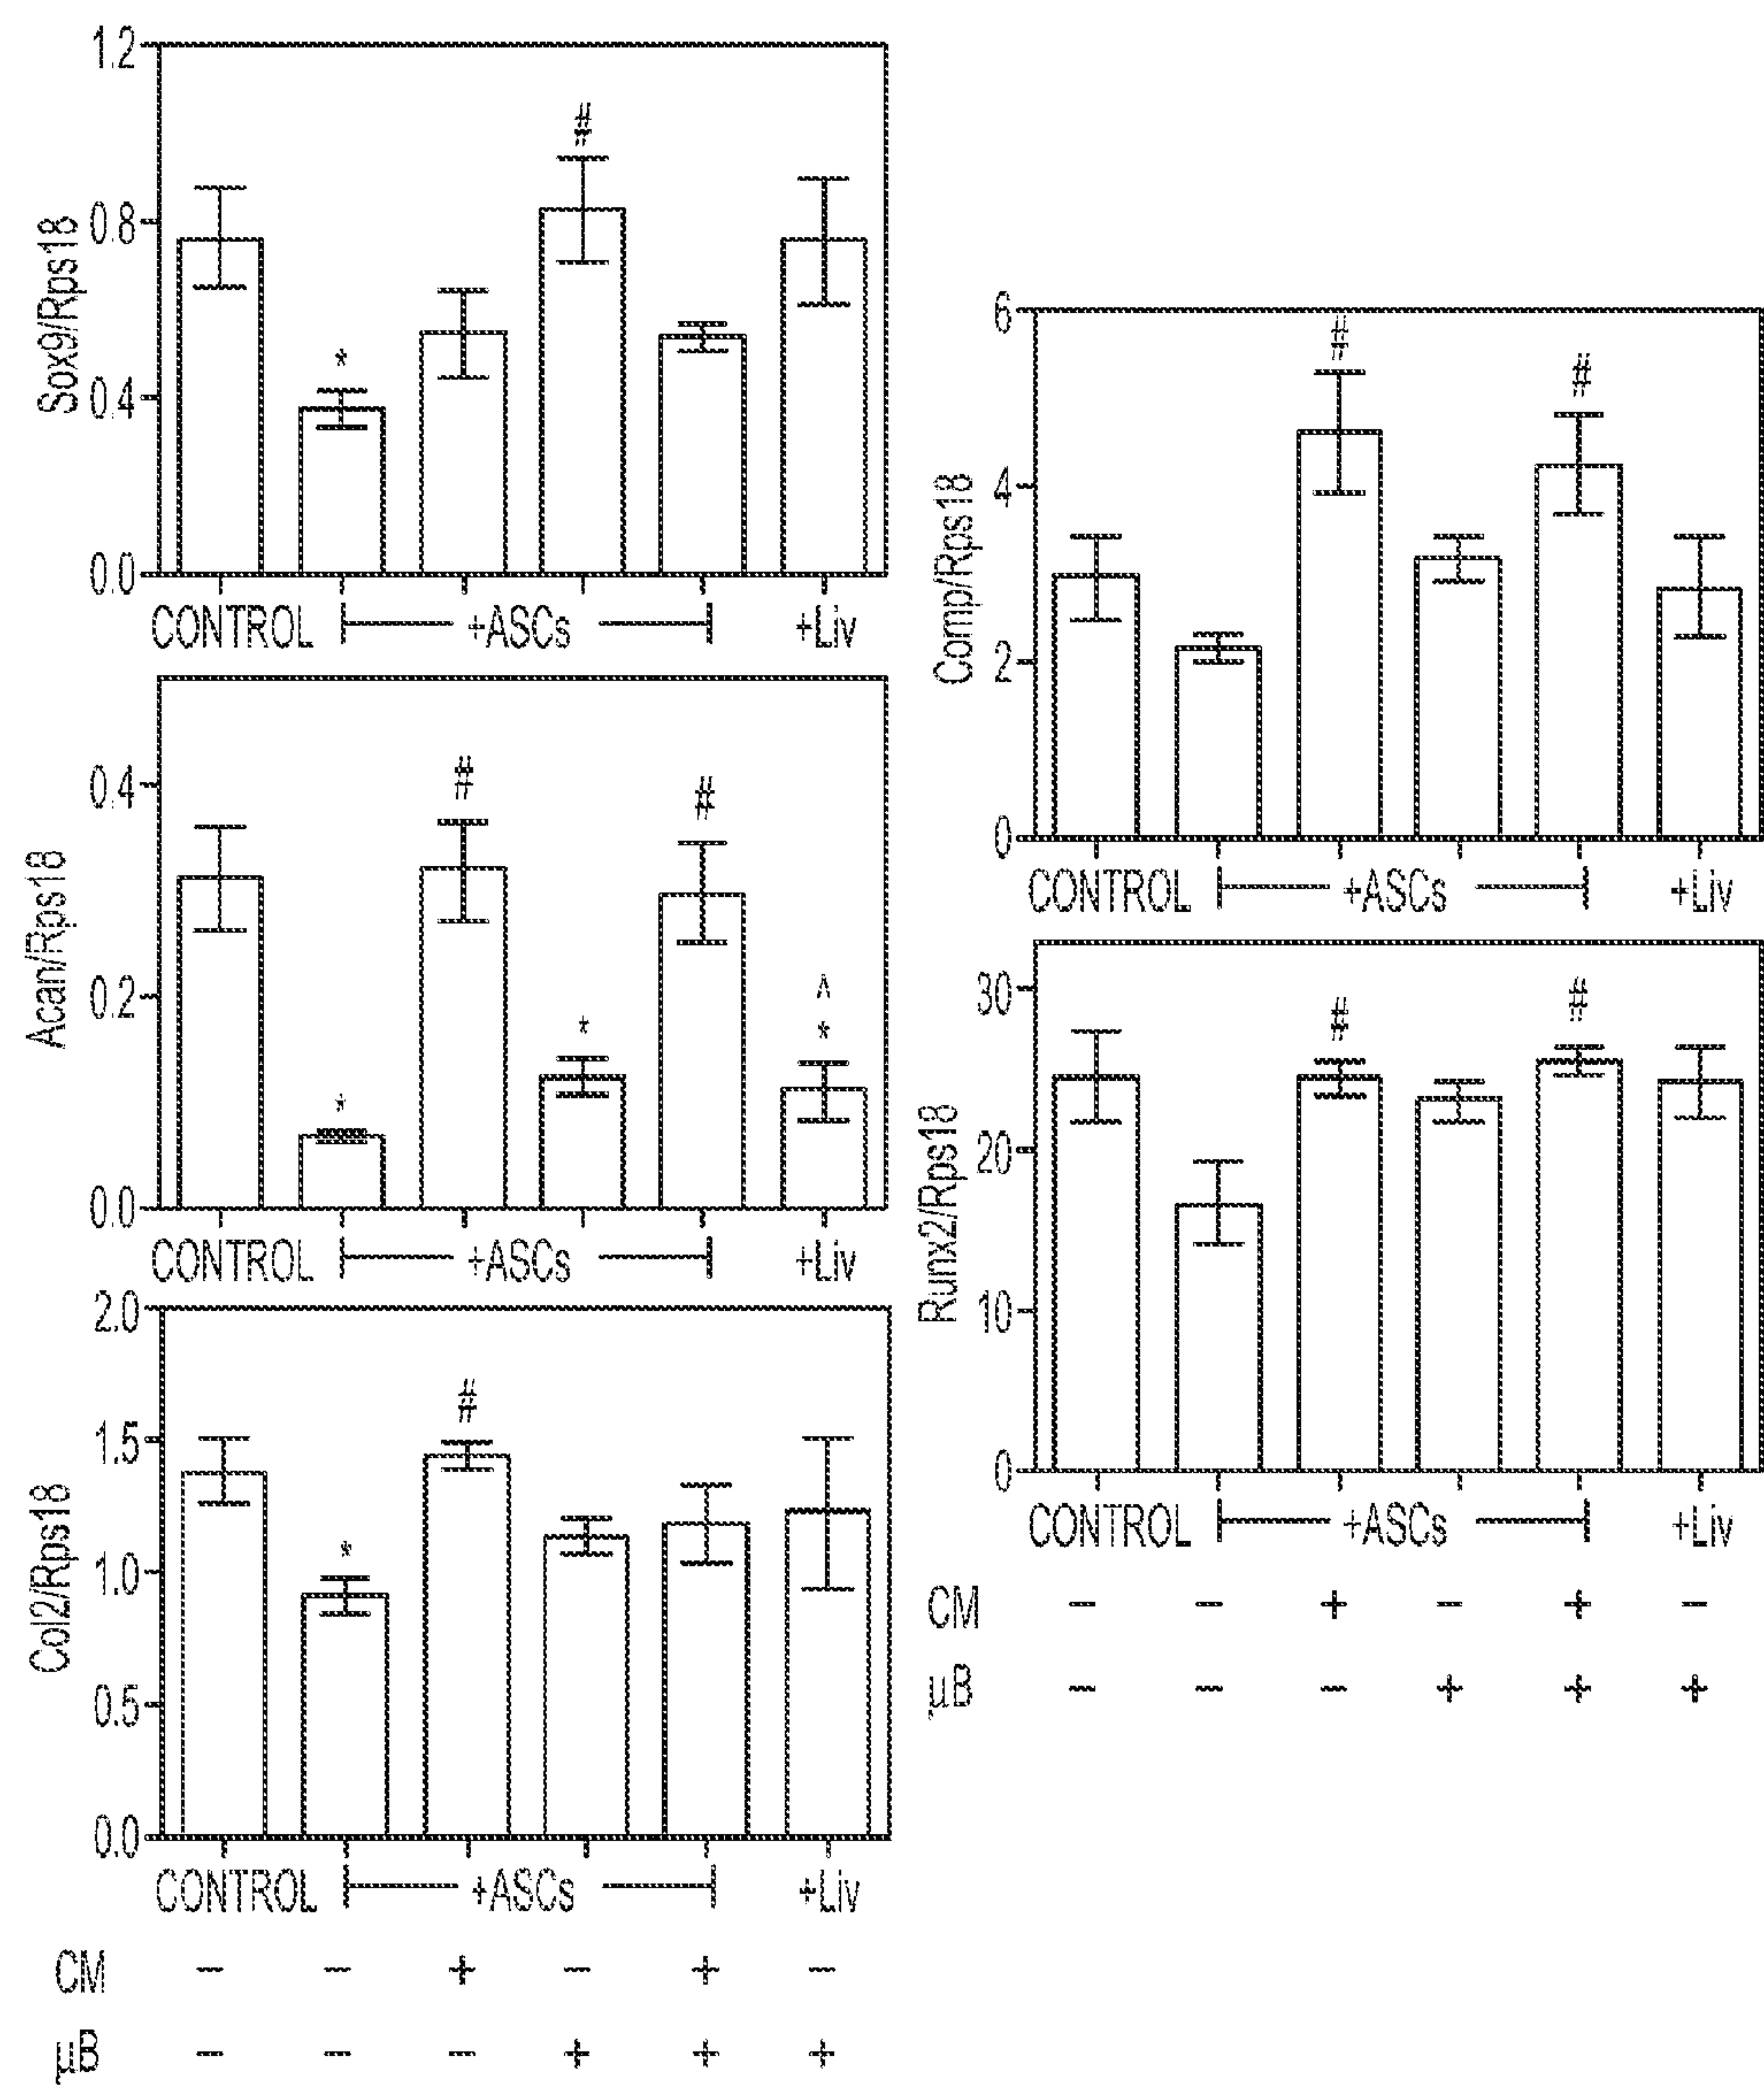 Sox9/Rps18
1.2
0.8
0.4
0.0
*
#
CONTROL +ASCs +Liv
Acan/Rps18
0.4
0.2
0.0
*
#
*
#
^
*
CONTROL +ASCs +Liv
Col2/Rps18
2.0
1.5
1.0
0.5
0.0
*
#
CONTROL +ASCs +Liv
CM − − + − + −
μB − − − + + +
Comp/Rps18
6
4
2
0
#
#
CONTROL +ASCs +Liv
Runx2/Rps18
30
20
10
0
#
#
CONTROL +ASCs +Liv
CM − − + − + −
μB − − − + + +